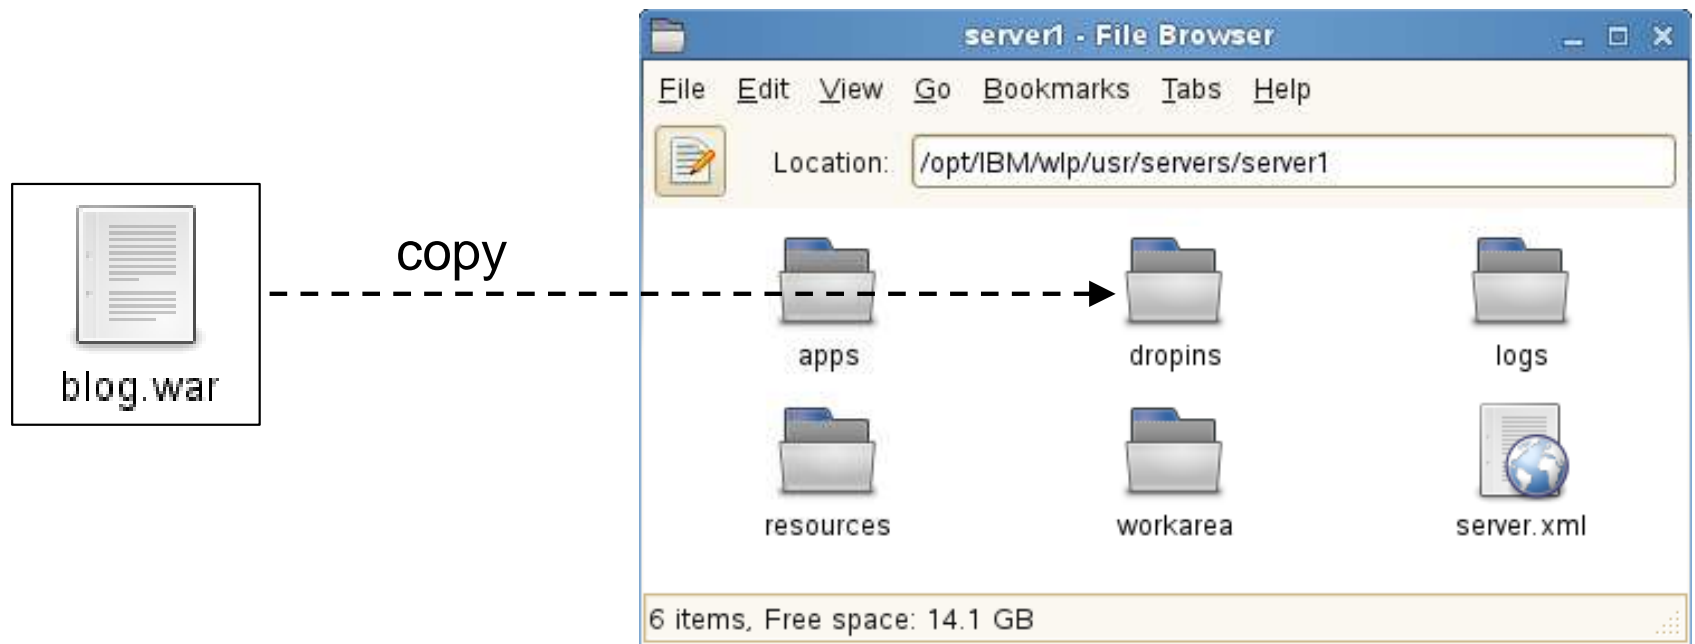 server1 - File Browser
File Edit View Go Bookmarks Tabs Help
Location: /opt/IBM/wlp/usr/servers/server1
copy
blog.war
apps dropins logs
resources workarea server.xml
6 items, Free space: 14.1 GB